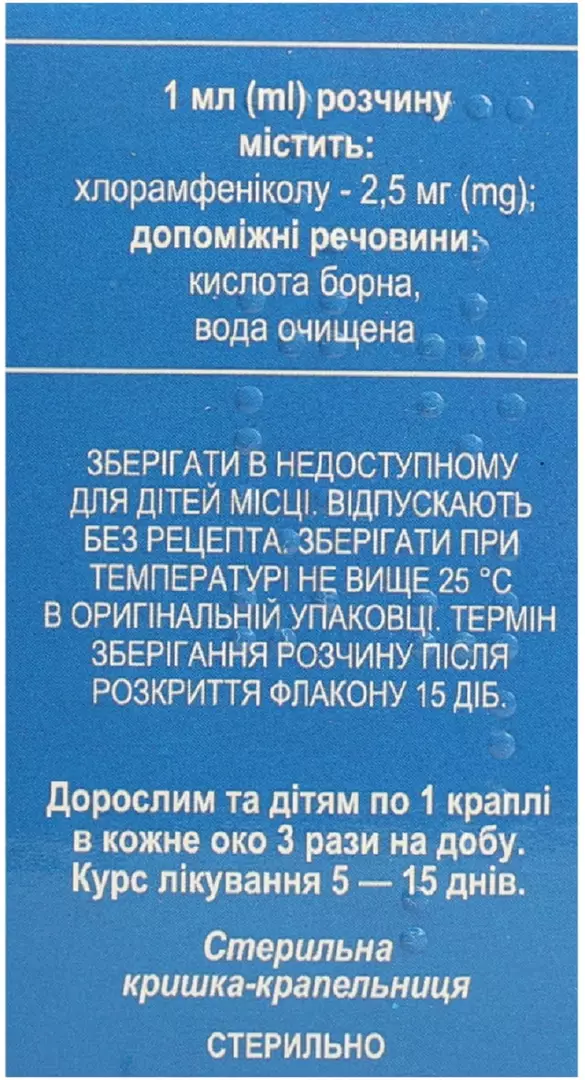 1 мл (ml) розчину
містить:
хлорамфеніколу - 2,5 мг (mg);
допоміжні речовини:
кислота борна,
вода очищена
ЗБЕРІГАТИ В НЕДОСТУПНОМУ
ДЛЯ ДІТЕЙ МІСЦІ. ВІДПУСКАЮТЬ
БЕЗ РЕЦЕПТА. ЗБЕРІГАТИ ПРИ
ТЕМПЕРАТУРІ НЕ ВИЩЕ 25 °С
В ОРИГІНАЛЬНІЙ УПАКОВЦІ. ТЕРМІН
ЗБЕРІГАННЯ РОЗЧИНУ ПІСЛЯ
РОЗКРИТТЯ ФЛАКОНУ 15 ДІБ.
Дорослим та дітям по 1 краплі
в кожне око 3 рази на добу.
Курс лікування 5 — 15 днів.
Стерильна
кришка-крапельниця
СТЕРИЛЬНО